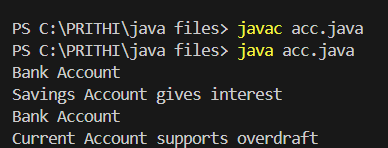 PS C:\PRITHI\java files> javac acc.java
PS C:\PRITHI\java files> java acc.java
Bank Account
Savings Account gives interest
Bank Account
Current Account supports overdraft